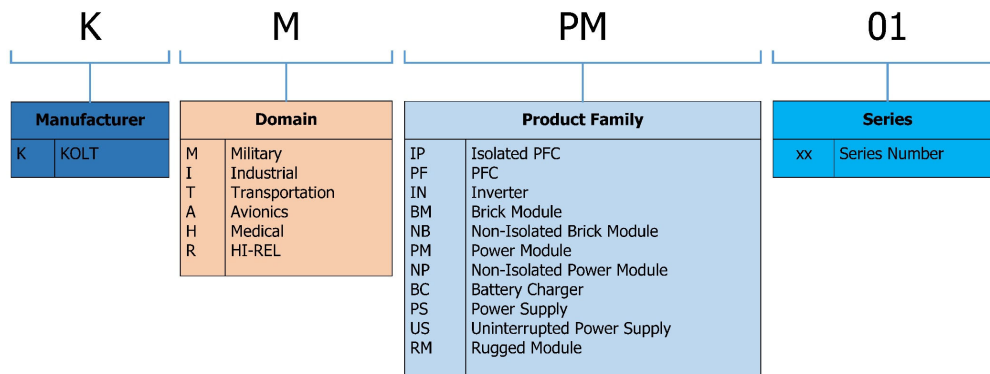 K M PM 01
Manufacturer
K KOLT
Domain
M Military
I Industrial
T Transportation
A Avionics
H Medical
R HI-REL
Product Family
IP Isolated PFC
PF PFC
IN Inverter
BM Brick Module
NB Non-Isolated Brick Module
PM Power Module
NP Non-Isolated Power Module
BC Battery Charger
PS Power Supply
US Uninterrupted Power Supply
RM Rugged Module
Series
xx Series Number